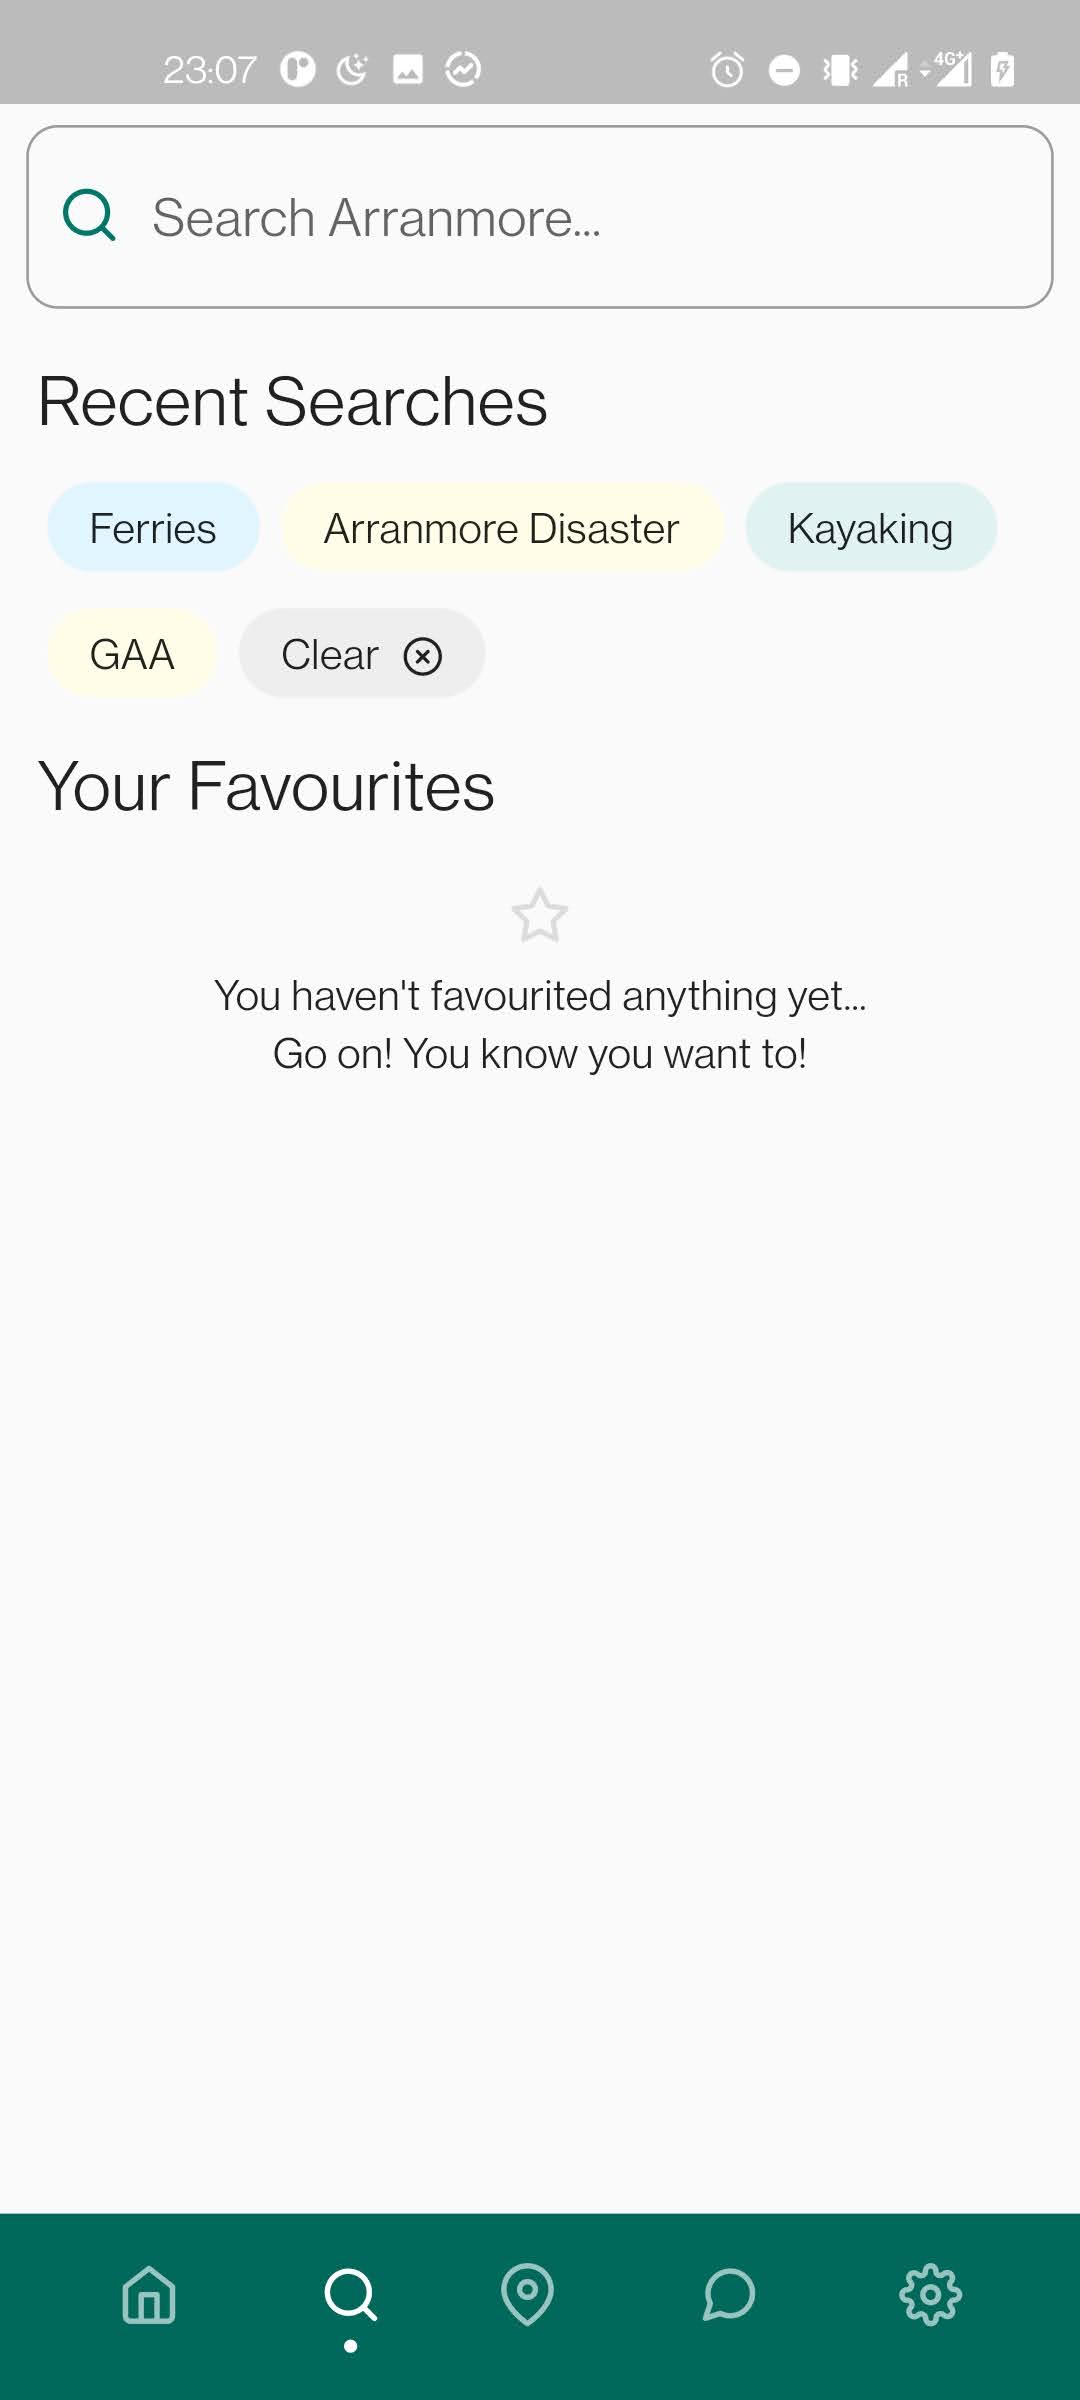 23:07 R 4G+
Search Arranmore...
Recent Searches
Ferries Arranmore Disaster Kayaking
GAA Clear
Your Favourites
You haven't favourited anything yet...
Go on! You know you want to!